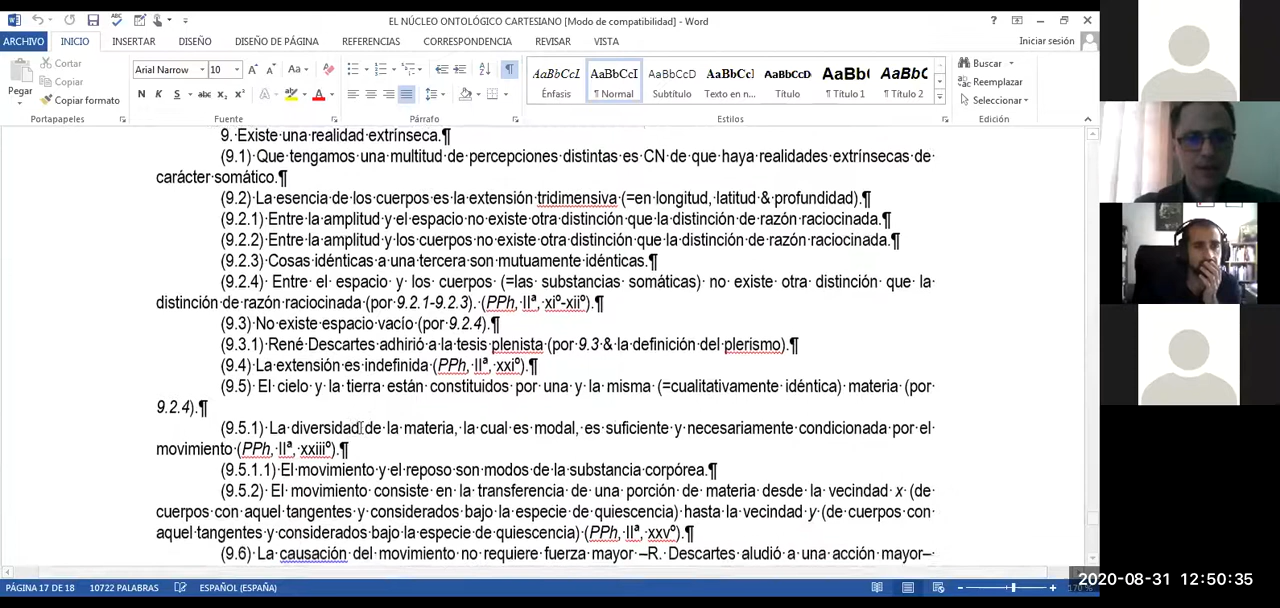 EL NÚCLEO ONTOLÓGICO CARTESIANO [Modo de compatibilidad] - Word
ARCHIVO INICIO INSERTAR DISEÑO DISEÑO DE PÁGINA REFERENCIAS CORRESPONDENCIA REVISAR VISTA Iniciar sesión
Pegar Cortar Copiar Copiar formato
Arial Narrow 10
AaBbCcI AaBbCcI AaBbCcD AaBbCcI AaBbCcD AaBb( AaBbC
Énfasis ¶ Normal Subtítulo Texto en n... Título ¶ Título 1 ¶ Título 2
Buscar Reemplazar Seleccionar
Portapapeles Fuente Párrafo Estilos Edición
9. Existe una realidad extrínseca.¶
(9.1) Que tengamos una multitud de percepciones distintas es CN de que haya realidades extrínsecas de
carácter somático.¶
(9.2) La esencia de los cuerpos es la extensión tridimensiva (=en longitud, latitud & profundidad).¶
(9.2.1) Entre la amplitud y el espacio no existe otra distinción que la distinción de razón raciocinada.¶
(9.2.2) Entre la amplitud y los cuerpos no existe otra distinción que la distinción de razón raciocinada.¶
(9.2.3) Cosas idénticas a una tercera son mutuamente idénticas.¶
(9.2.4) Entre el espacio y los cuerpos (=las substancias somáticas) no existe otra distinción que la
distinción de razón raciocinada (por 9.2.1-9.2.3). (PPh, IIª, xiº-xiiº).¶
(9.3) No existe espacio vacío (por 9.2.4).¶
(9.3.1) René Descartes adhirió a la tesis plenista (por 9.3 & la definición del plerismo).¶
(9.4) La extensión es indefinida (PPh, IIª, xxiº).¶
(9.5) El cielo y la tierra están constituidos por una y la misma (=cualitativamente idéntica) materia (por
9.2.4).¶
(9.5.1) La diversidad de la materia, la cual es modal, es suficiente y necesariamente condicionada por el
movimiento (PPh, IIª, xxiiiº).¶
(9.5.1.1) El movimiento y el reposo son modos de la substancia corpórea.¶
(9.5.2) El movimiento consiste en la transferencia de una porción de materia desde la vecindad x (de
cuerpos con aquel tangentes y considerados bajo la especie de quiescencia) hasta la vecindad y (de cuerpos con
aquel tangentes y considerados bajo la especie de quiescencia) (PPh, IIª, xxvº).¶
(9.6) La causación del movimiento no requiere fuerza mayor –R. Descartes aludió a una acción mayor–
PÁGINA 17 DE 18 10722 PALABRAS ESPAÑOL (ESPAÑA) 170 %
2020-08-31 12:50:35